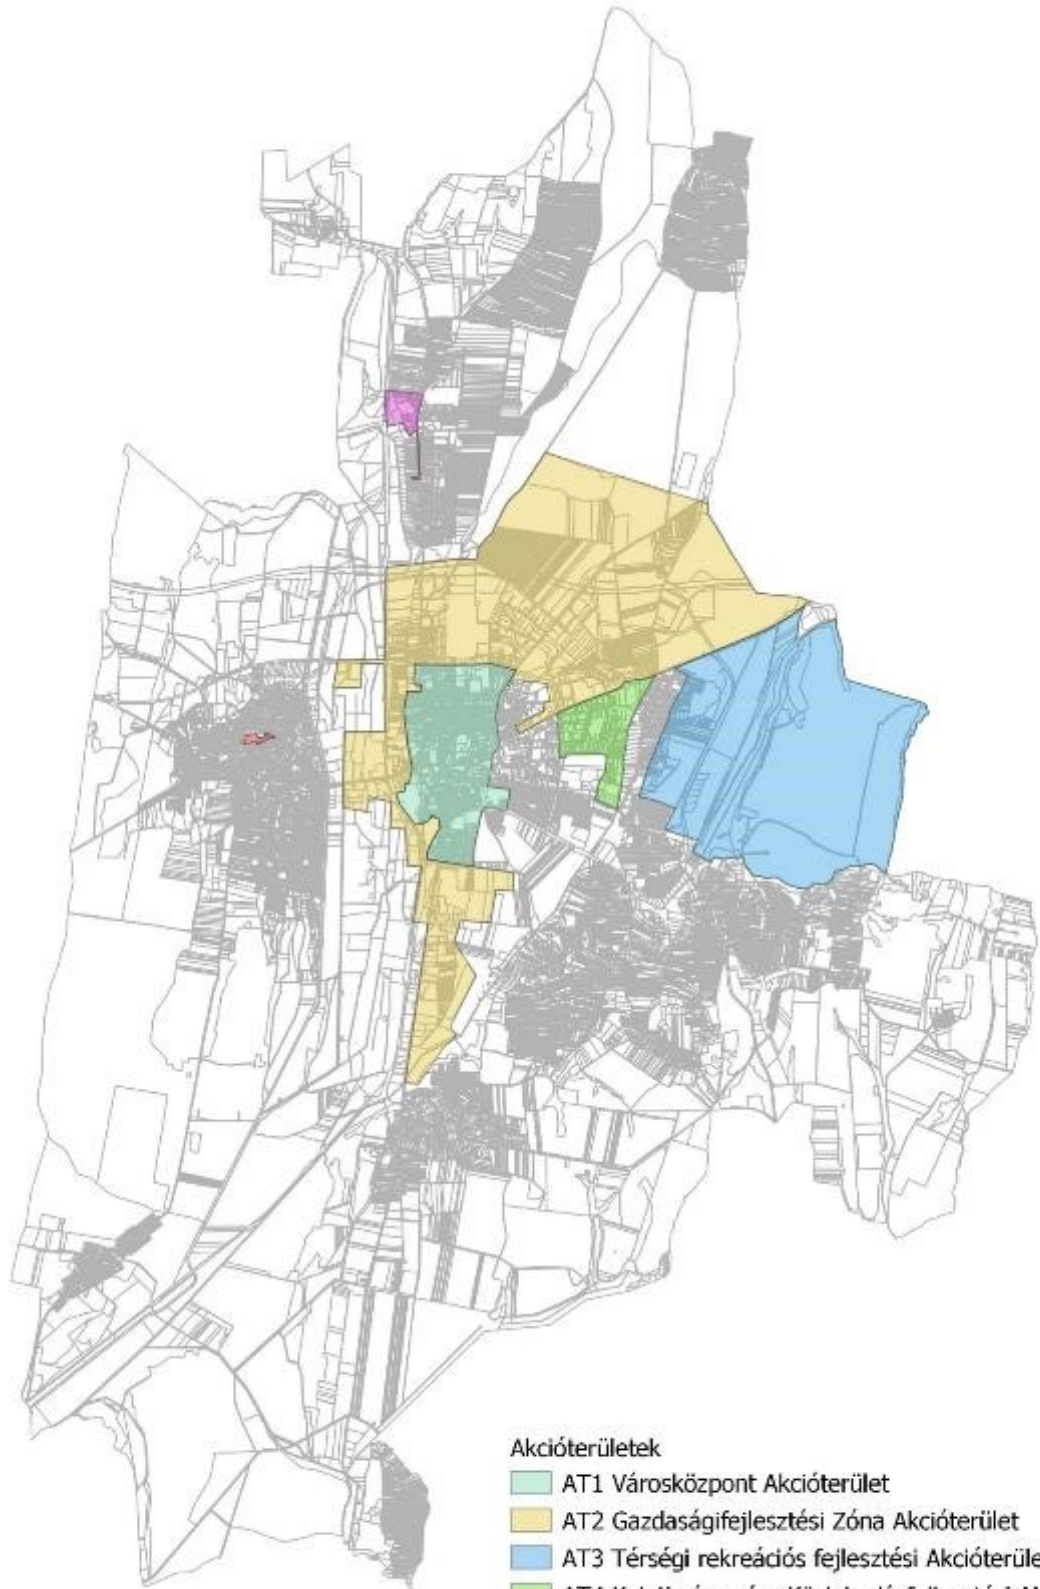 Akcióterületek
AT1 Városközpont Akcióterület
AT2 Gazdaságifejlesztési Zóna Akcióterület
AT3 Térségi rekreációs fejlesztési Akcióterüle